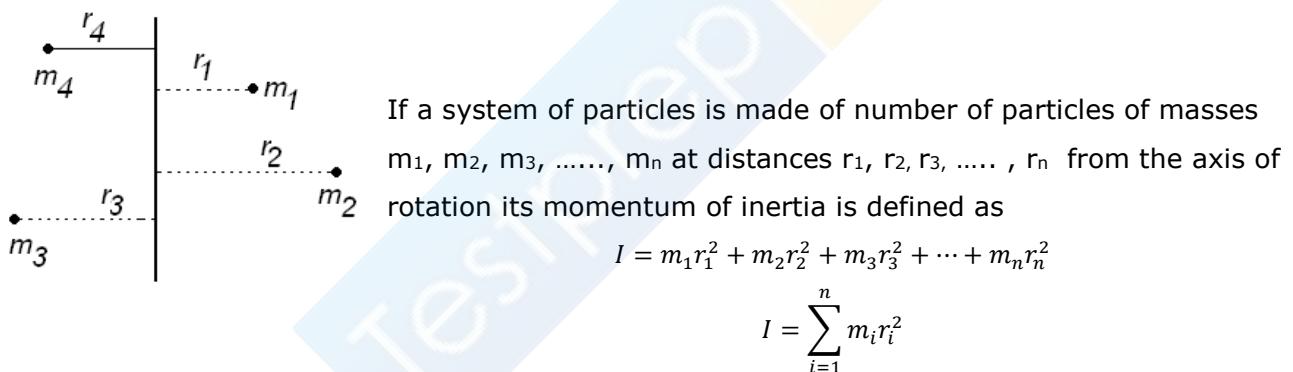 r4
m4
r1
m1
r2
m2
r3
m3
If a system of particles is made of number of particles of masses
m1, m2, m3, ……, mn at distances r1, r2, r3, ….. , rn from the axis of
rotation its momentum of inertia is defined as
I = m₁r₁² + m₂r₂² + m₃r₃² + ⋯ + mₙrₙ²
n
I = ∑ mᵢrᵢ²
i=1
Testprep